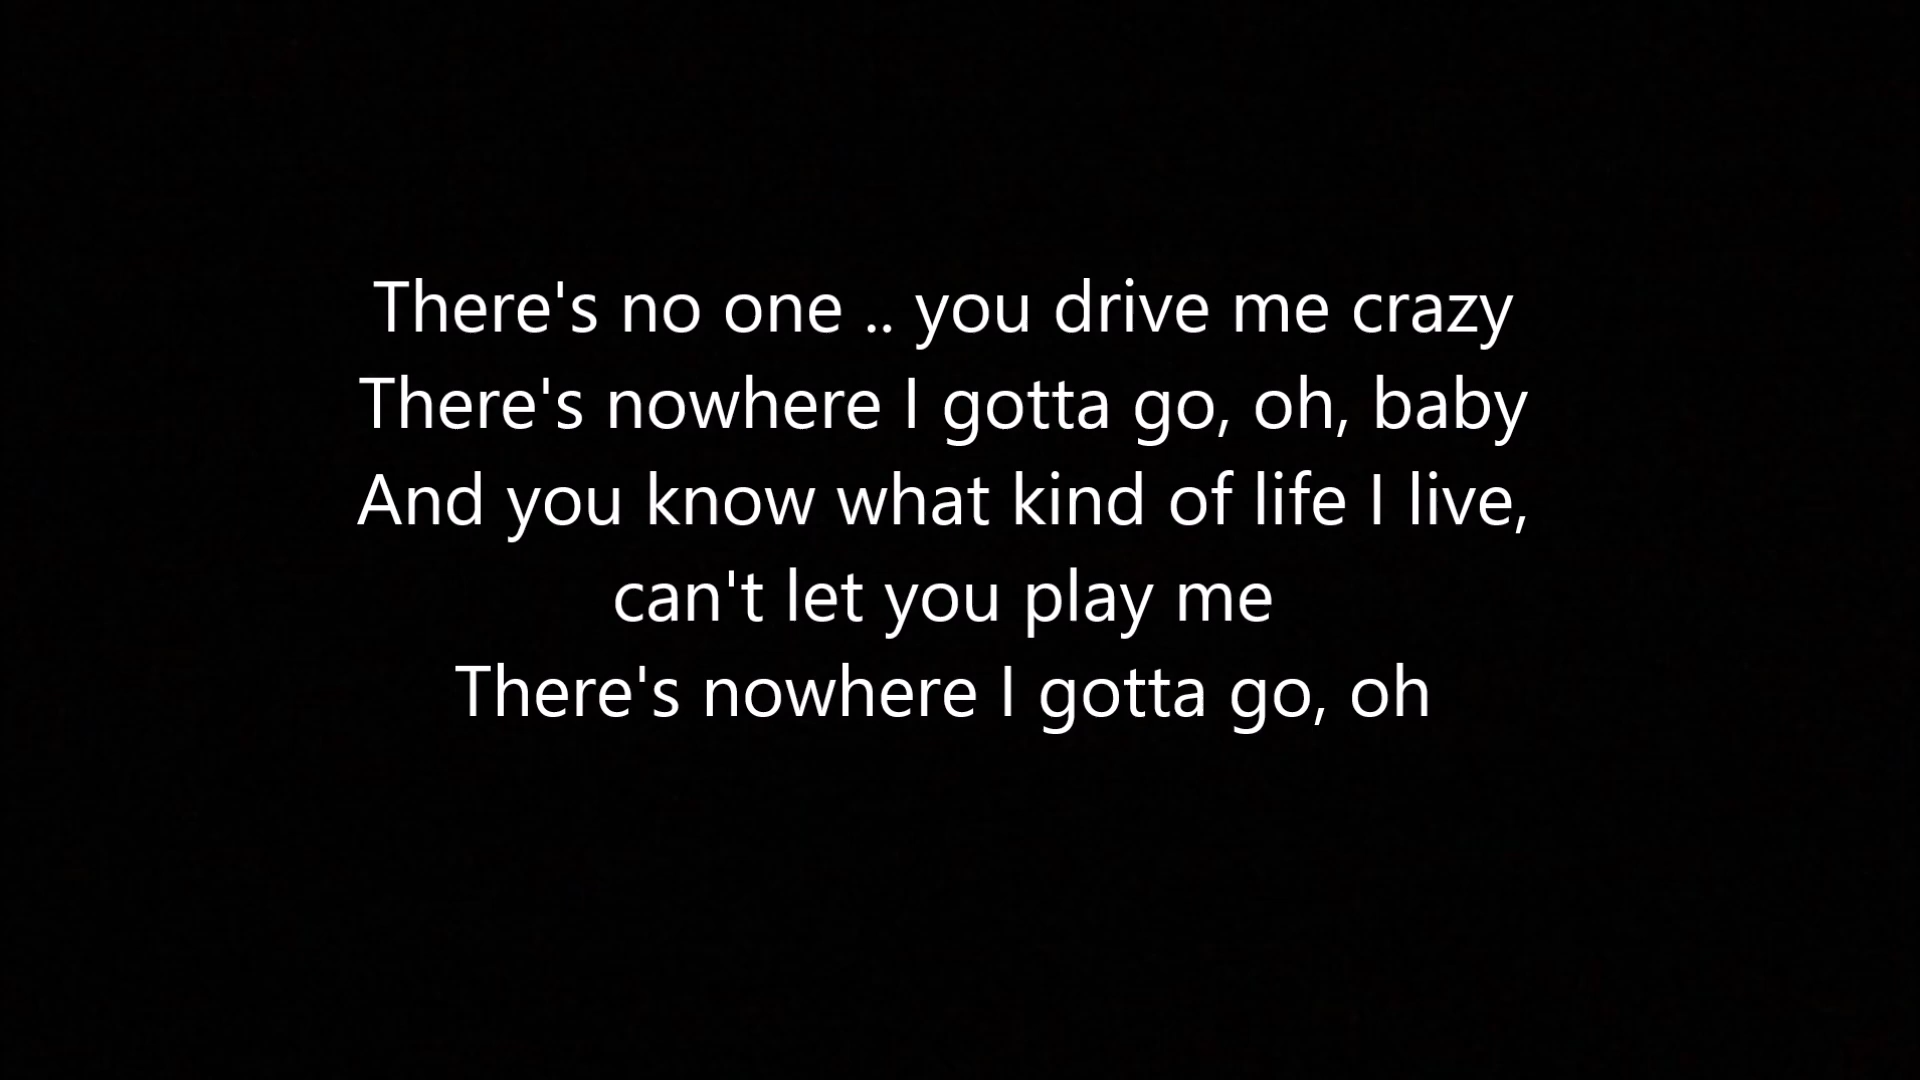 There's no one .. you drive me crazy
There's nowhere I gotta go, oh, baby
And you know what kind of life I live,
can't let you play me
There's nowhere I gotta go, oh